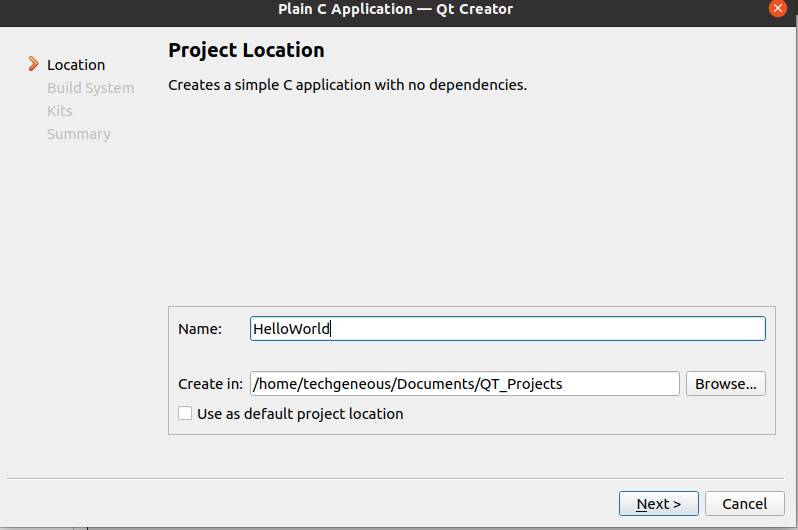 Plain C Application — Qt Creator
Location
Build System
Kits
Summary
Project Location
Creates a simple C application with no dependencies.
Name: HelloWorld
Create in: /home/techgeneous/Documents/QT_Projects Browse...
Use as default project location
Next > Cancel